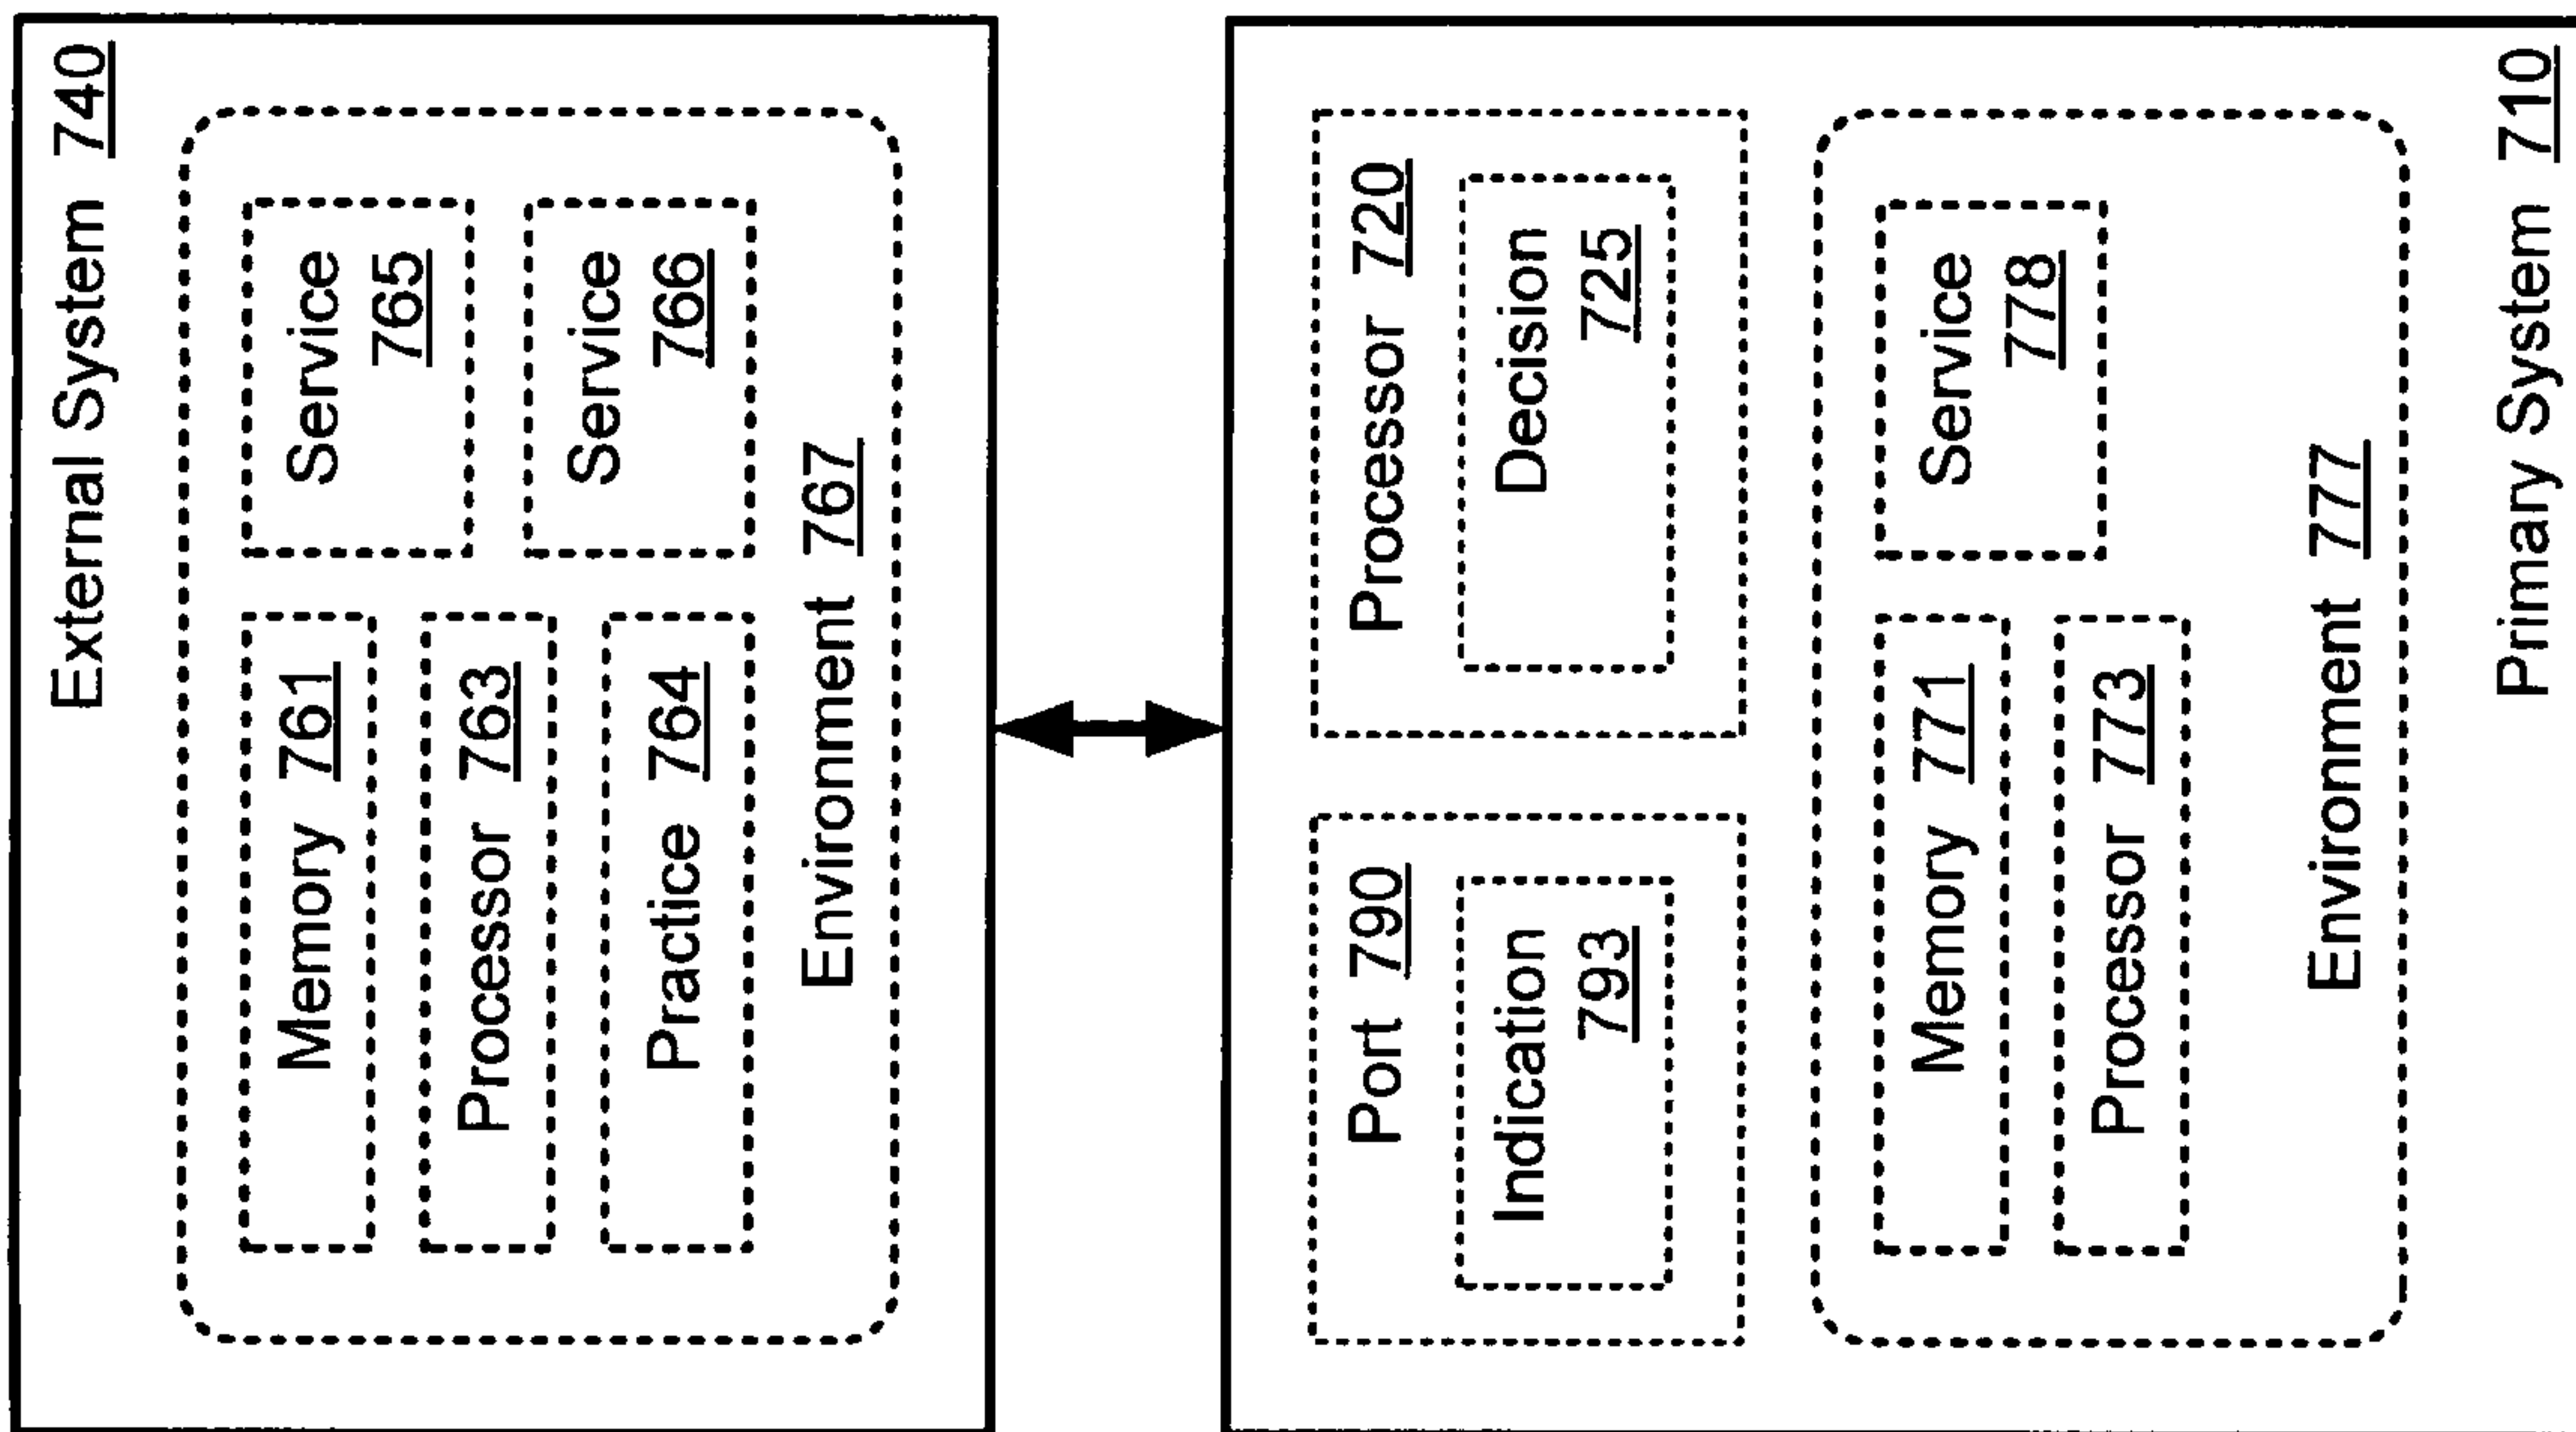 External System 740
Memory 761
Service
765
Processor 763
Practice 764
Service
766
Environment 767
Port 790
Indication
793
Processor 720
Decision
725
Memory 771
Service
778
Processor 773
Environment 777
Primary System 710